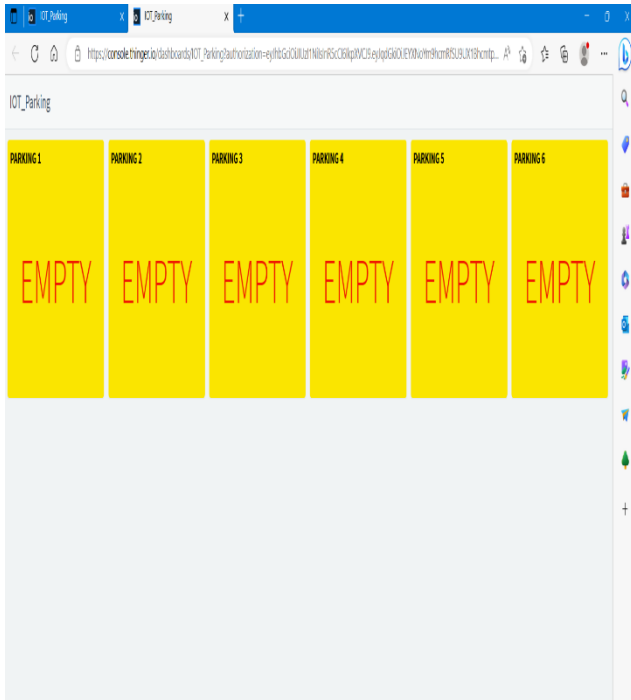 IOT_Parking
IOT_Parking
IOT_Parking
PARKING 1
EMPTY
PARKING 2
EMPTY
PARKING 3
EMPTY
PARKING 4
EMPTY
PARKING 5
EMPTY
PARKING 6
EMPTY